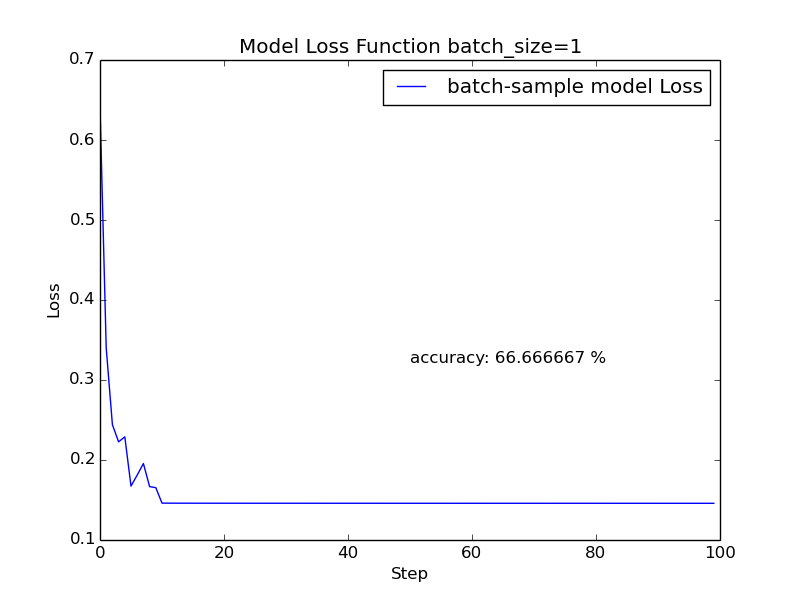 Model Loss Function batch_size=1
batch-sample model Loss
0.7
0.6
0.5
0.4
0.3
0.2
0.1
Loss
accuracy: 66.666667 %
0 20 40 60 80 100
Step